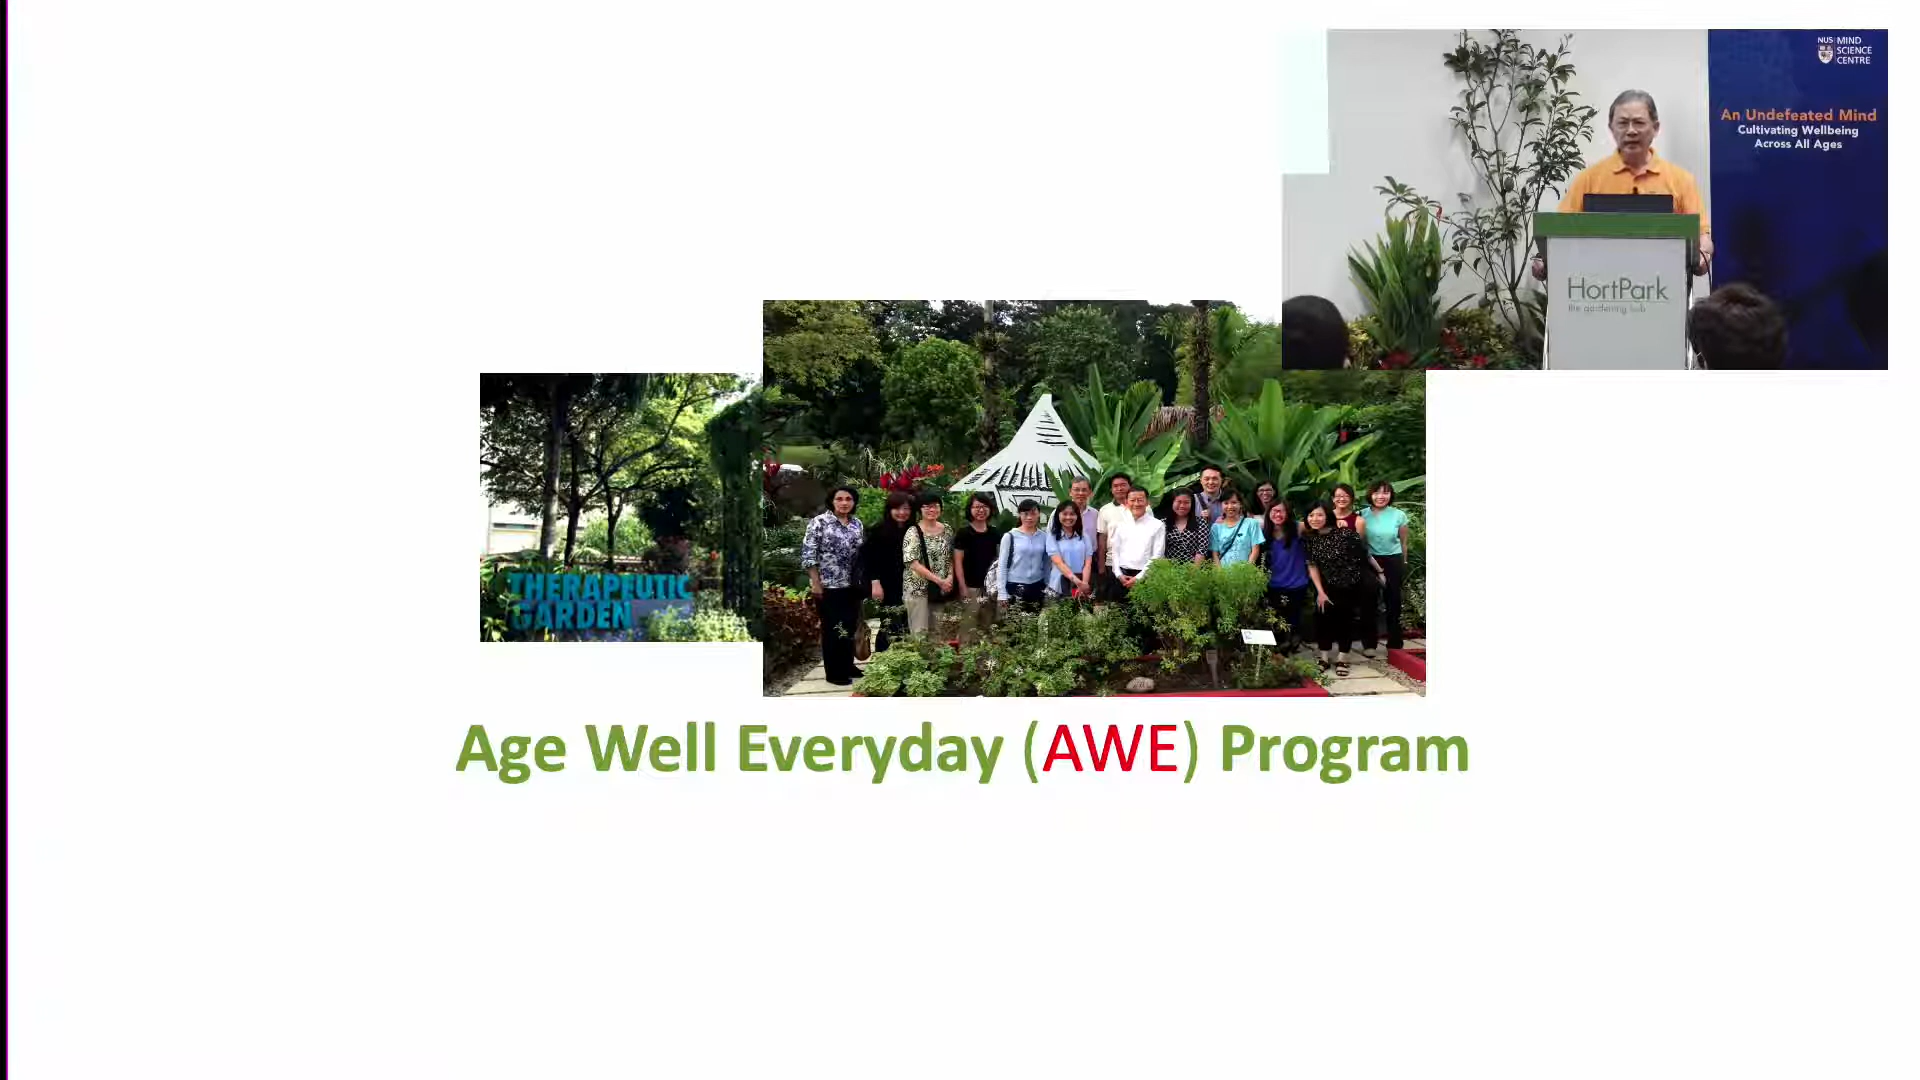 NUS MIND
SCIENCE
CENTRE
An Undefeated Mind
Cultivating Wellbeing
Across All Ages
HortPark
the gardening hub
THERAPEUTIC
GARDEN
Age Well Everyday (AWE) Program